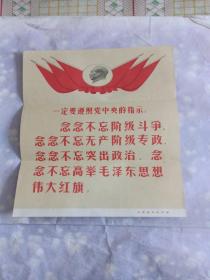 一定要遵照党中央的指示，
念念不忘阶级斗争，
念念不忘无产阶级专政，
念念不忘突出政治，念
念不忘高举毛泽东思想
伟大红旗。